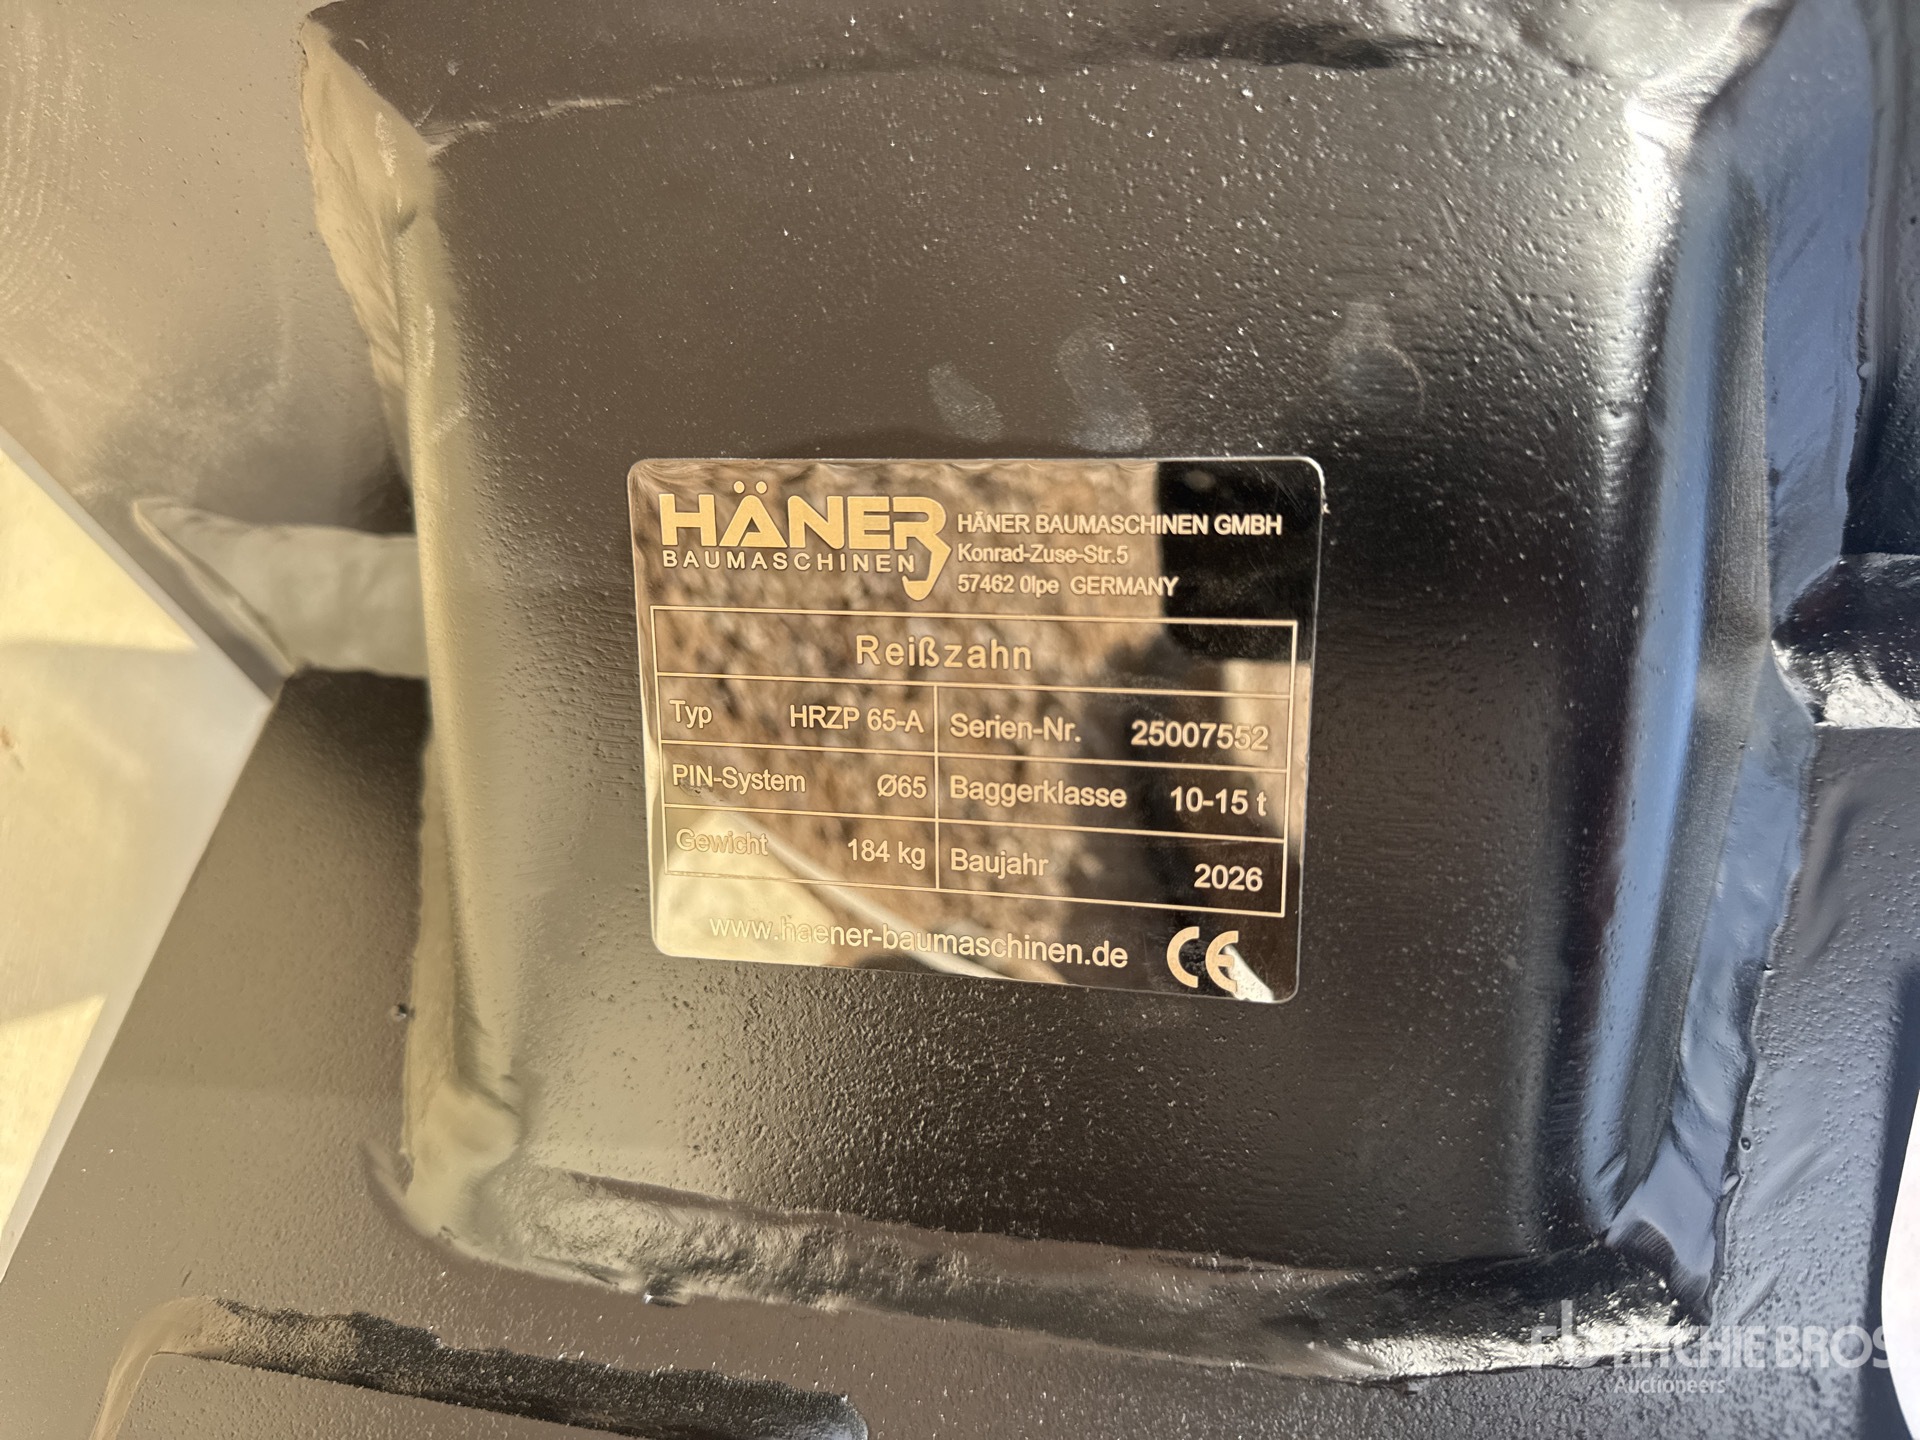 HÄNER
BAUMASCHINEN
HÄNER BAUMASCHINEN GMBH
Konrad-Zuse-Str.5
57462 Olpe GERMANY
Reißzahn
Typ HRZP 65-A Serien-Nr. 25007552
PIN-System Ø65 Baggerklasse 10-15 t
Gewicht 184 kg Baujahr 2026
www.haener-baumaschinen.de CE
RITCHIE BROS
Auctioneers